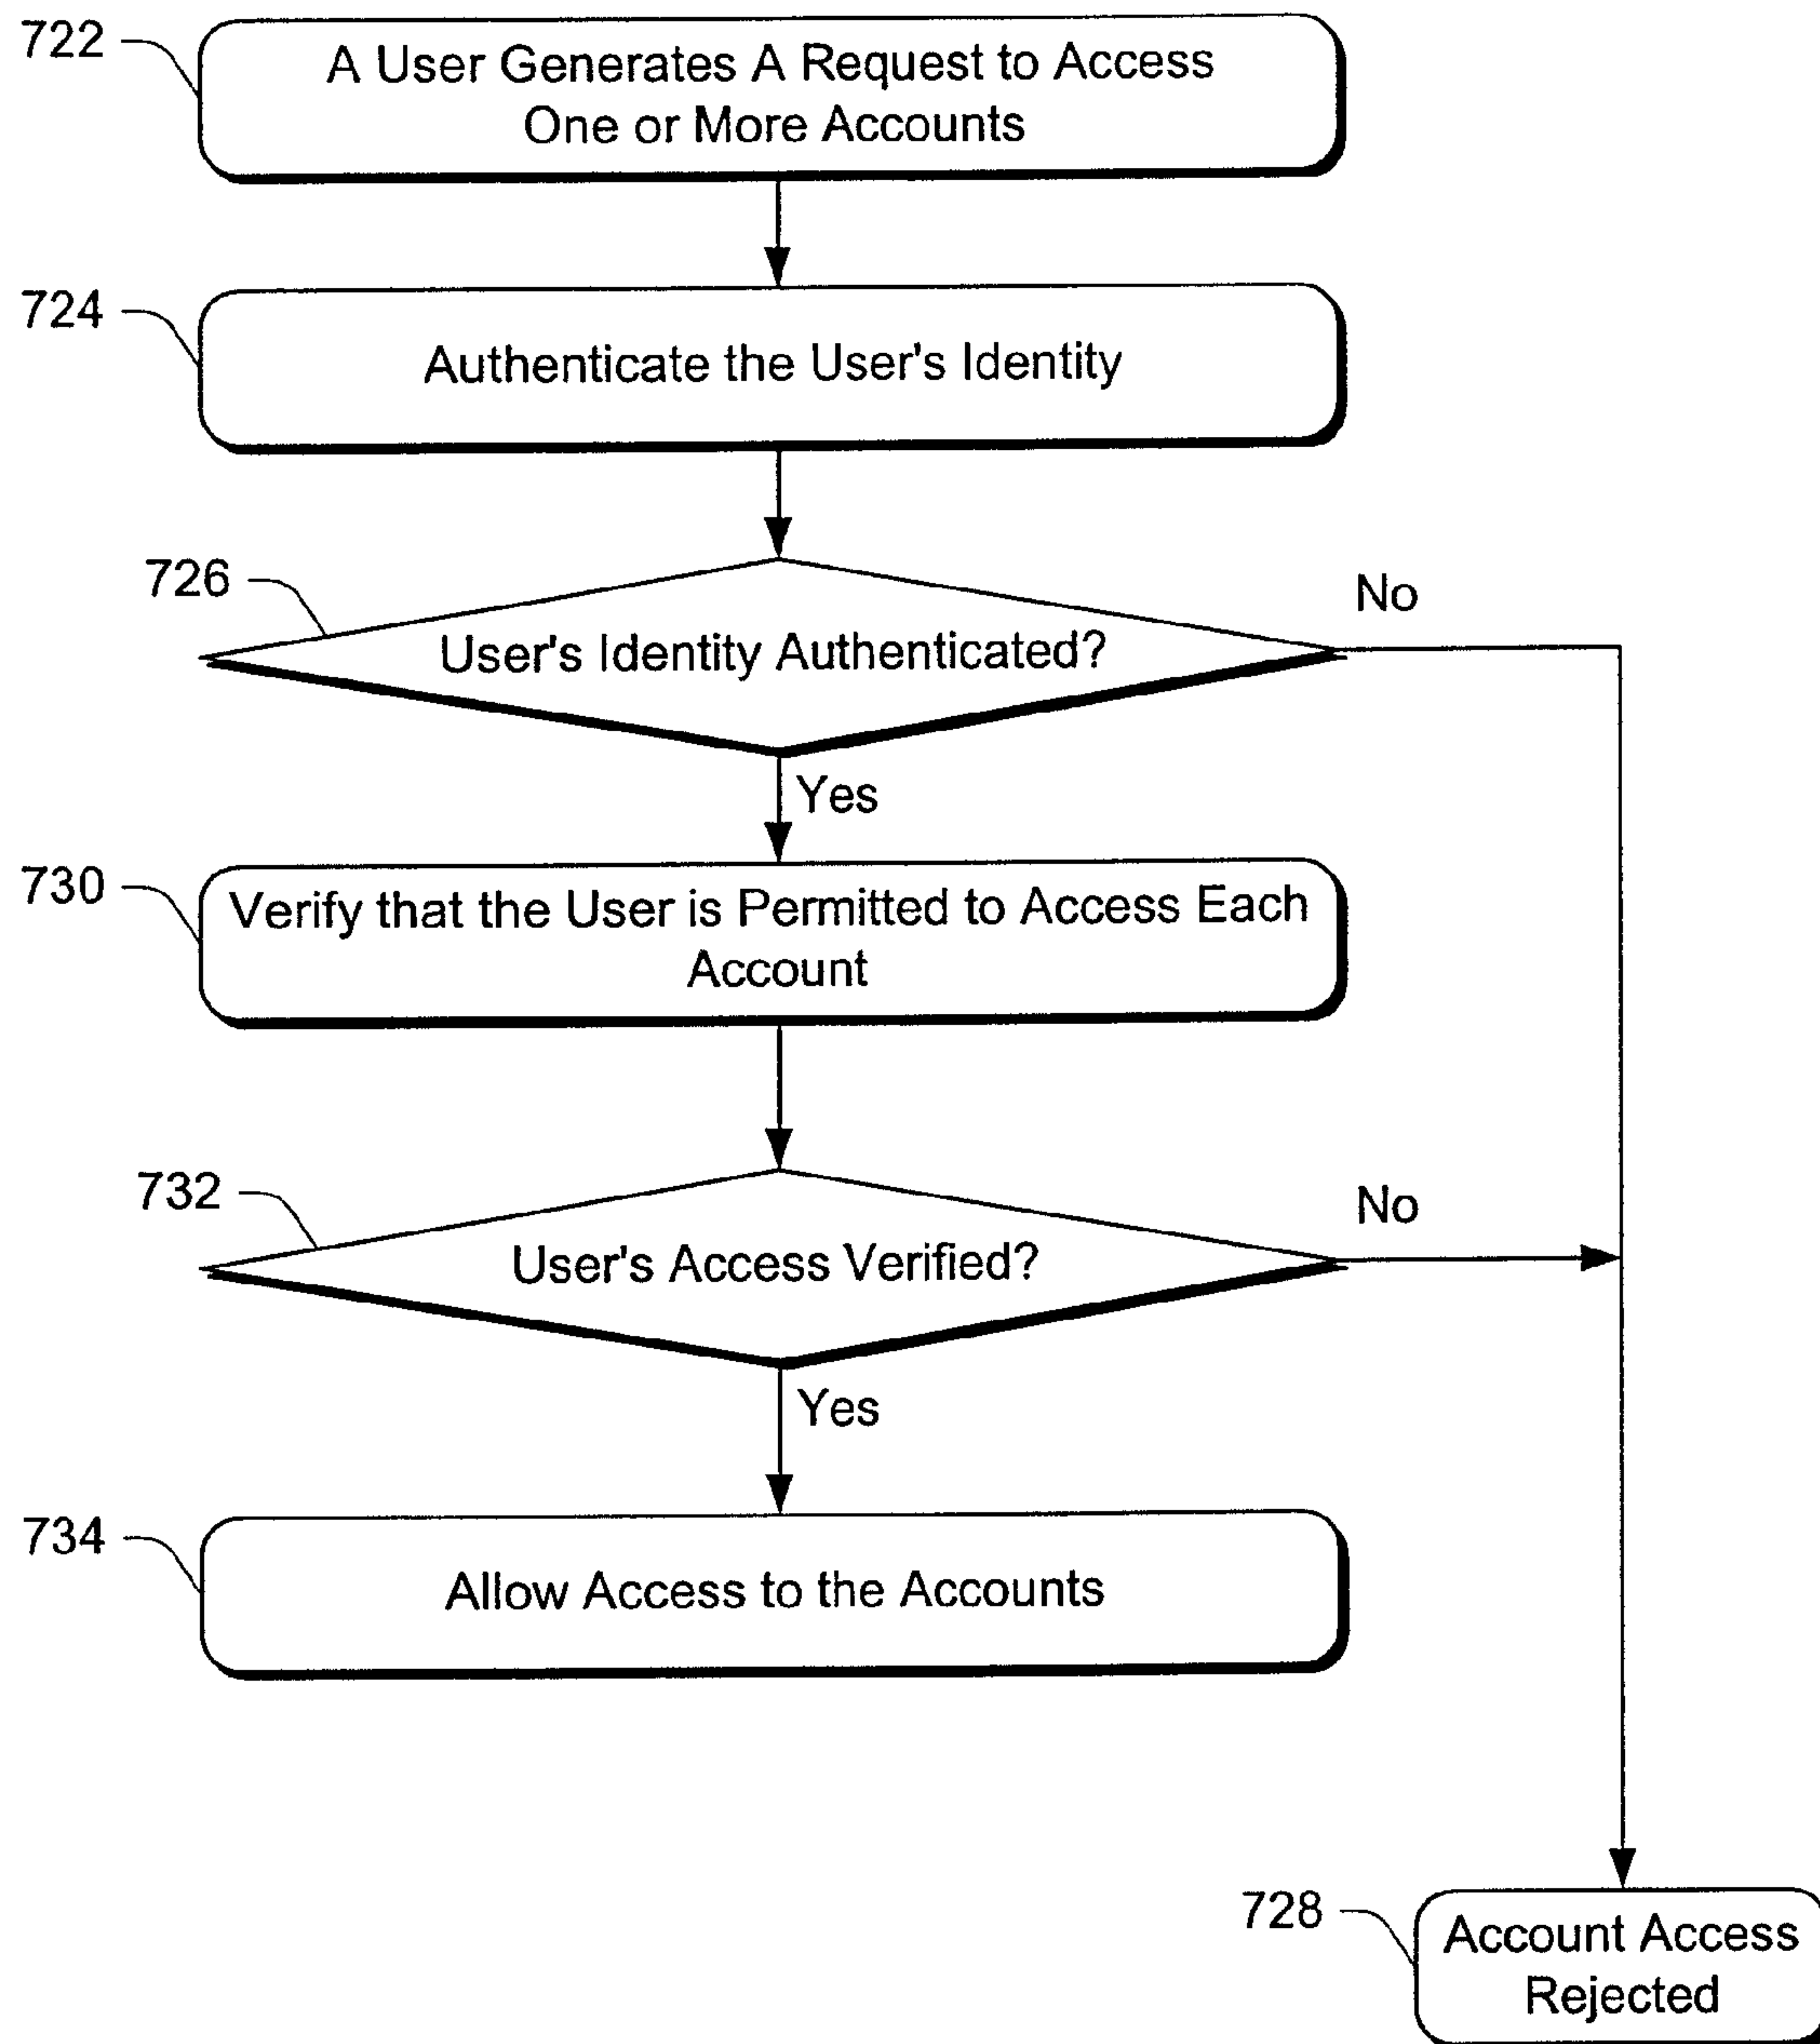 722
A User Generates A Request to Access
One or More Accounts
724
Authenticate the User's Identity
726
User's Identity Authenticated?
No
Yes
730
Verify that the User is Permitted to Access Each
Account
732
User's Access Verified?
No
Yes
734
Allow Access to the Accounts
728
Account Access
Rejected